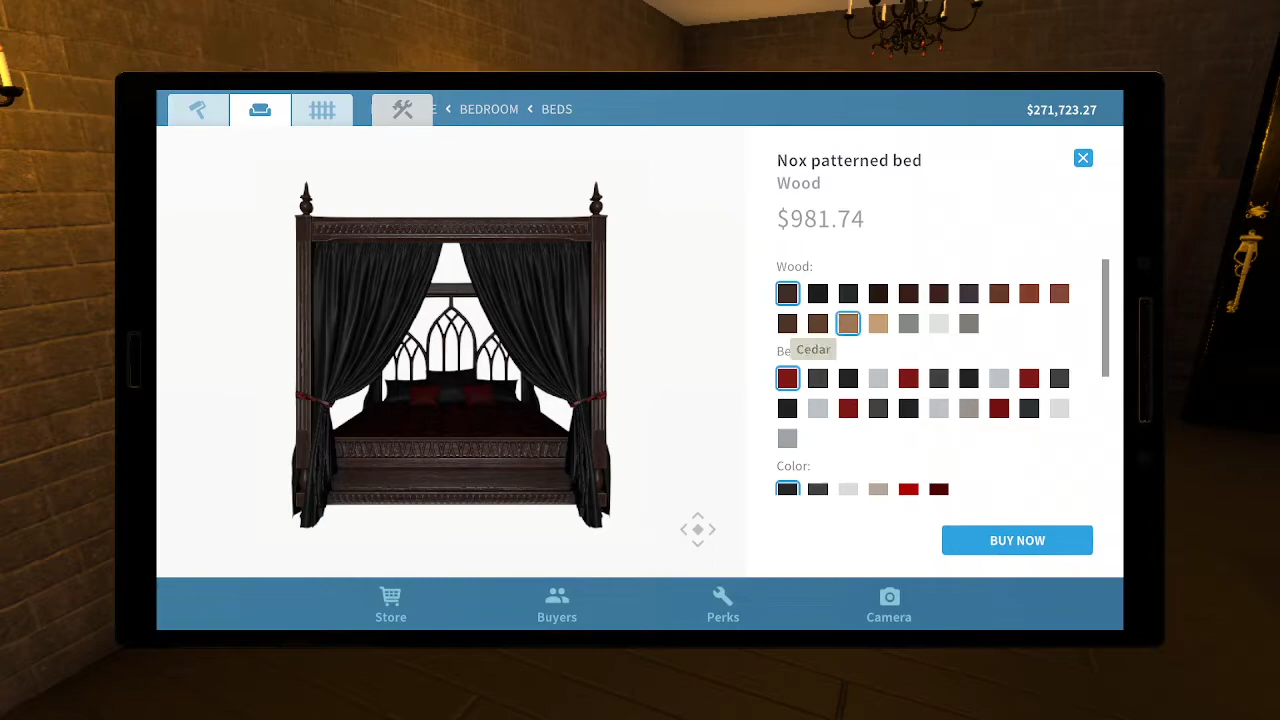 E < BEDROOM < BEDS
$271,723.27
Nox patterned bed
Wood
$981.74
Wood:
Cedar
Be
Color:
BUY NOW
Store
Buyers
Perks
Camera